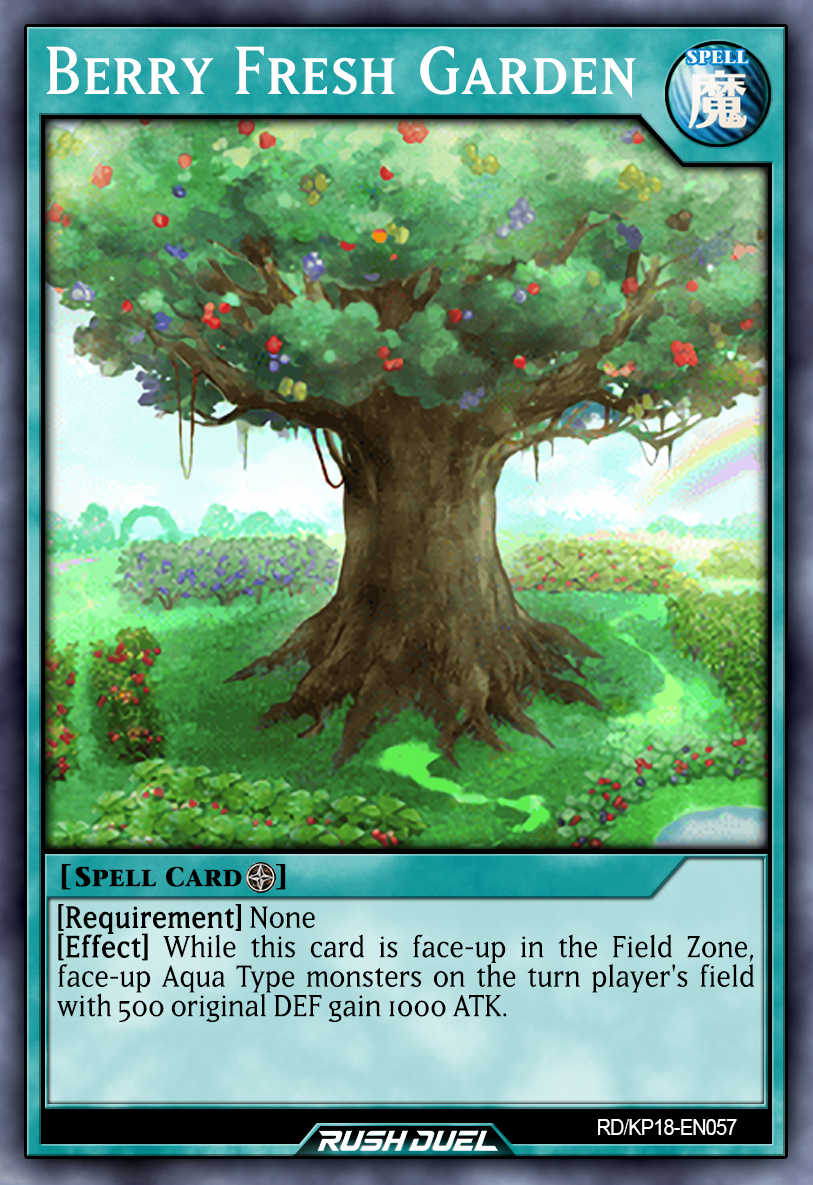 Berry Fresh Garden
SPELL
魔
[Spell Card]
[Requirement] None
[Effect] While this card is face-up in the Field Zone,
face-up Aqua Type monsters on the turn player's field
with 500 original DEF gain 1000 ATK.
RD/KP18-EN057
RUSH DUEL